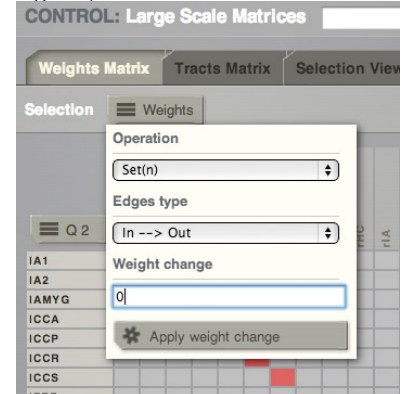 CONTROL: Large Scale Matrices
Weights Matrix Tracts Matrix Selection View
Selection Weights
Operation
Set(n)
Edges type
Q 2
In --> Out
rIA
Weight change
0
Apply weight change
IA1
IA2
IAMYG
ICCA
ICCP
ICCR
ICCS